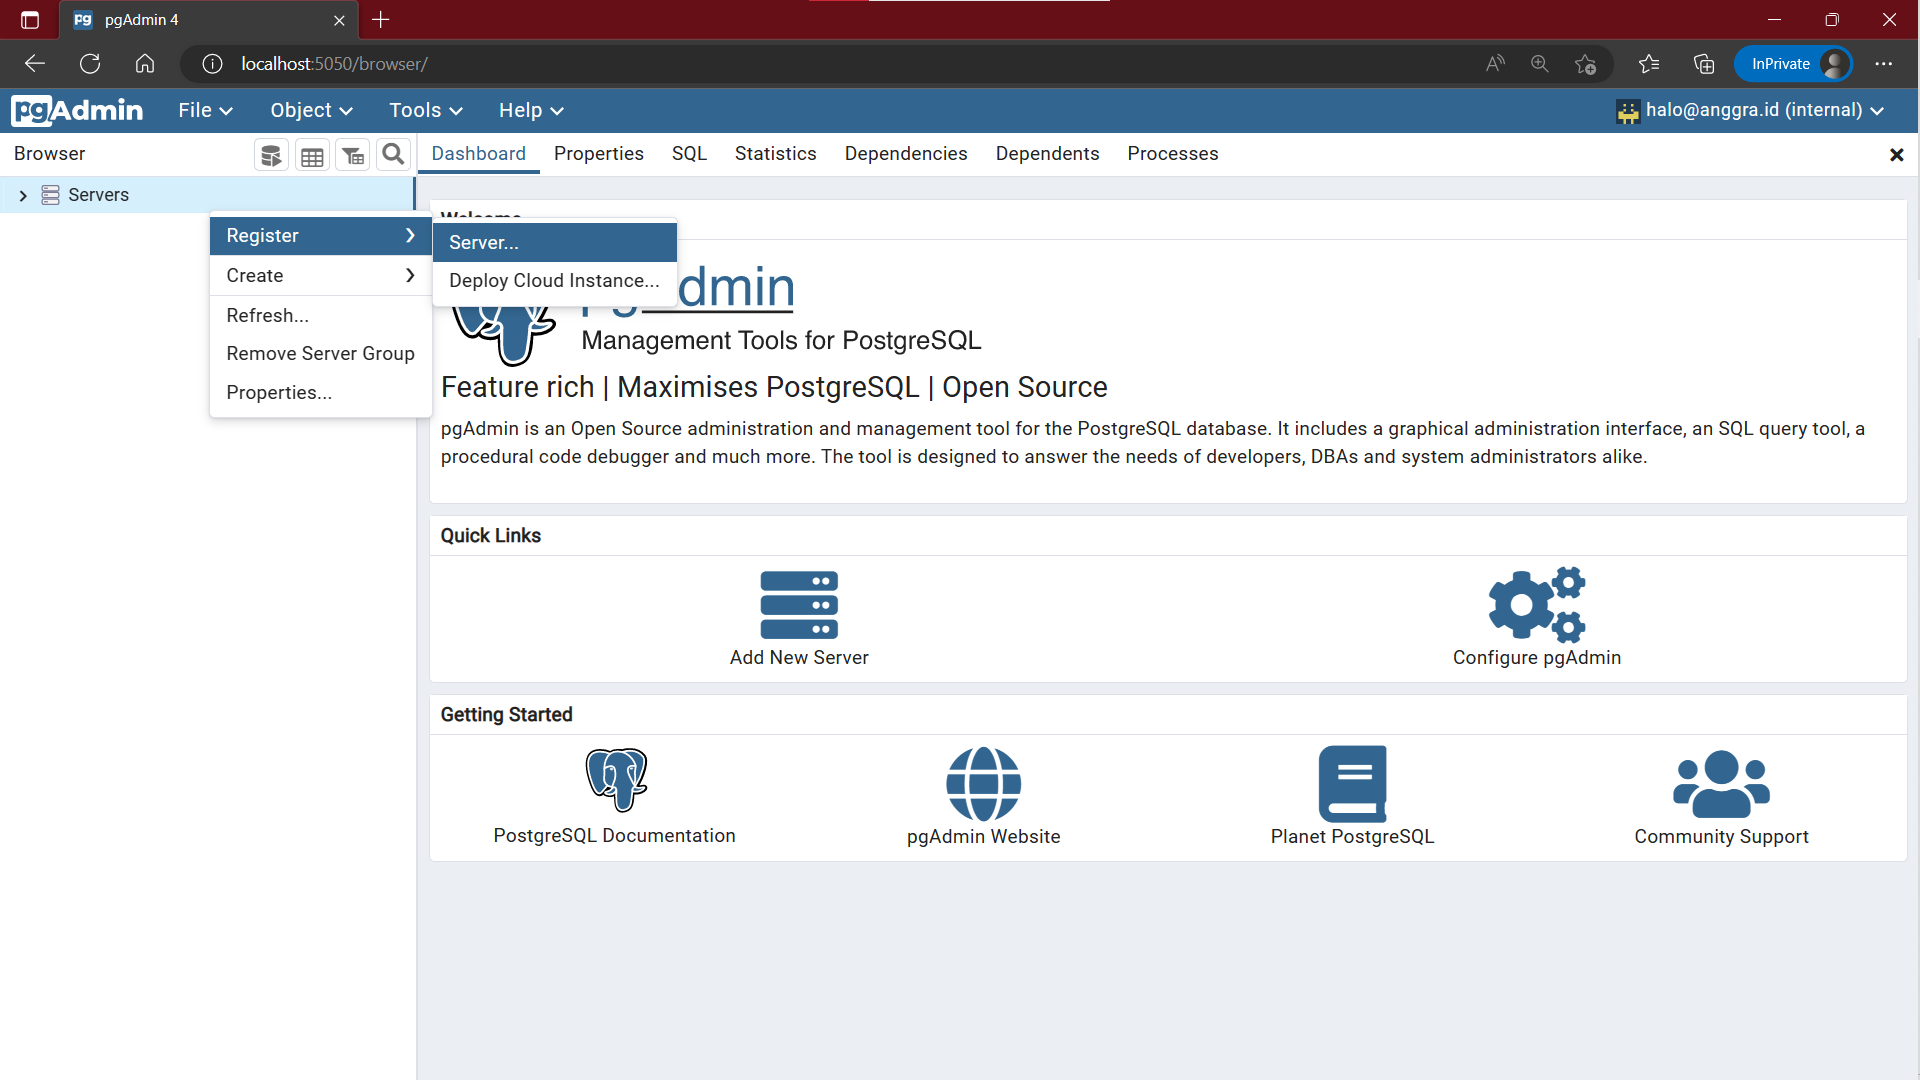 pgAdmin 4
localhost:5050/browser/
InPrivate
pgAdmin
File
Object
Tools
Help
halo@anggra.id (internal)
Browser
Dashboard
Properties
SQL
Statistics
Dependencies
Dependents
Processes
Servers
Welcome
Register
Server...
Create
Deploy Cloud Instance...
Refresh...
Remove Server Group
Properties...
dmin
Management Tools for PostgreSQL
Feature rich | Maximises PostgreSQL | Open Source
pgAdmin is an Open Source administration and management tool for the PostgreSQL database. It includes a graphical administration interface, an SQL query tool, a
procedural code debugger and much more. The tool is designed to answer the needs of developers, DBAs and system administrators alike.
Quick Links
Add New Server
Configure pgAdmin
Getting Started
PostgreSQL Documentation
pgAdmin Website
Planet PostgreSQL
Community Support